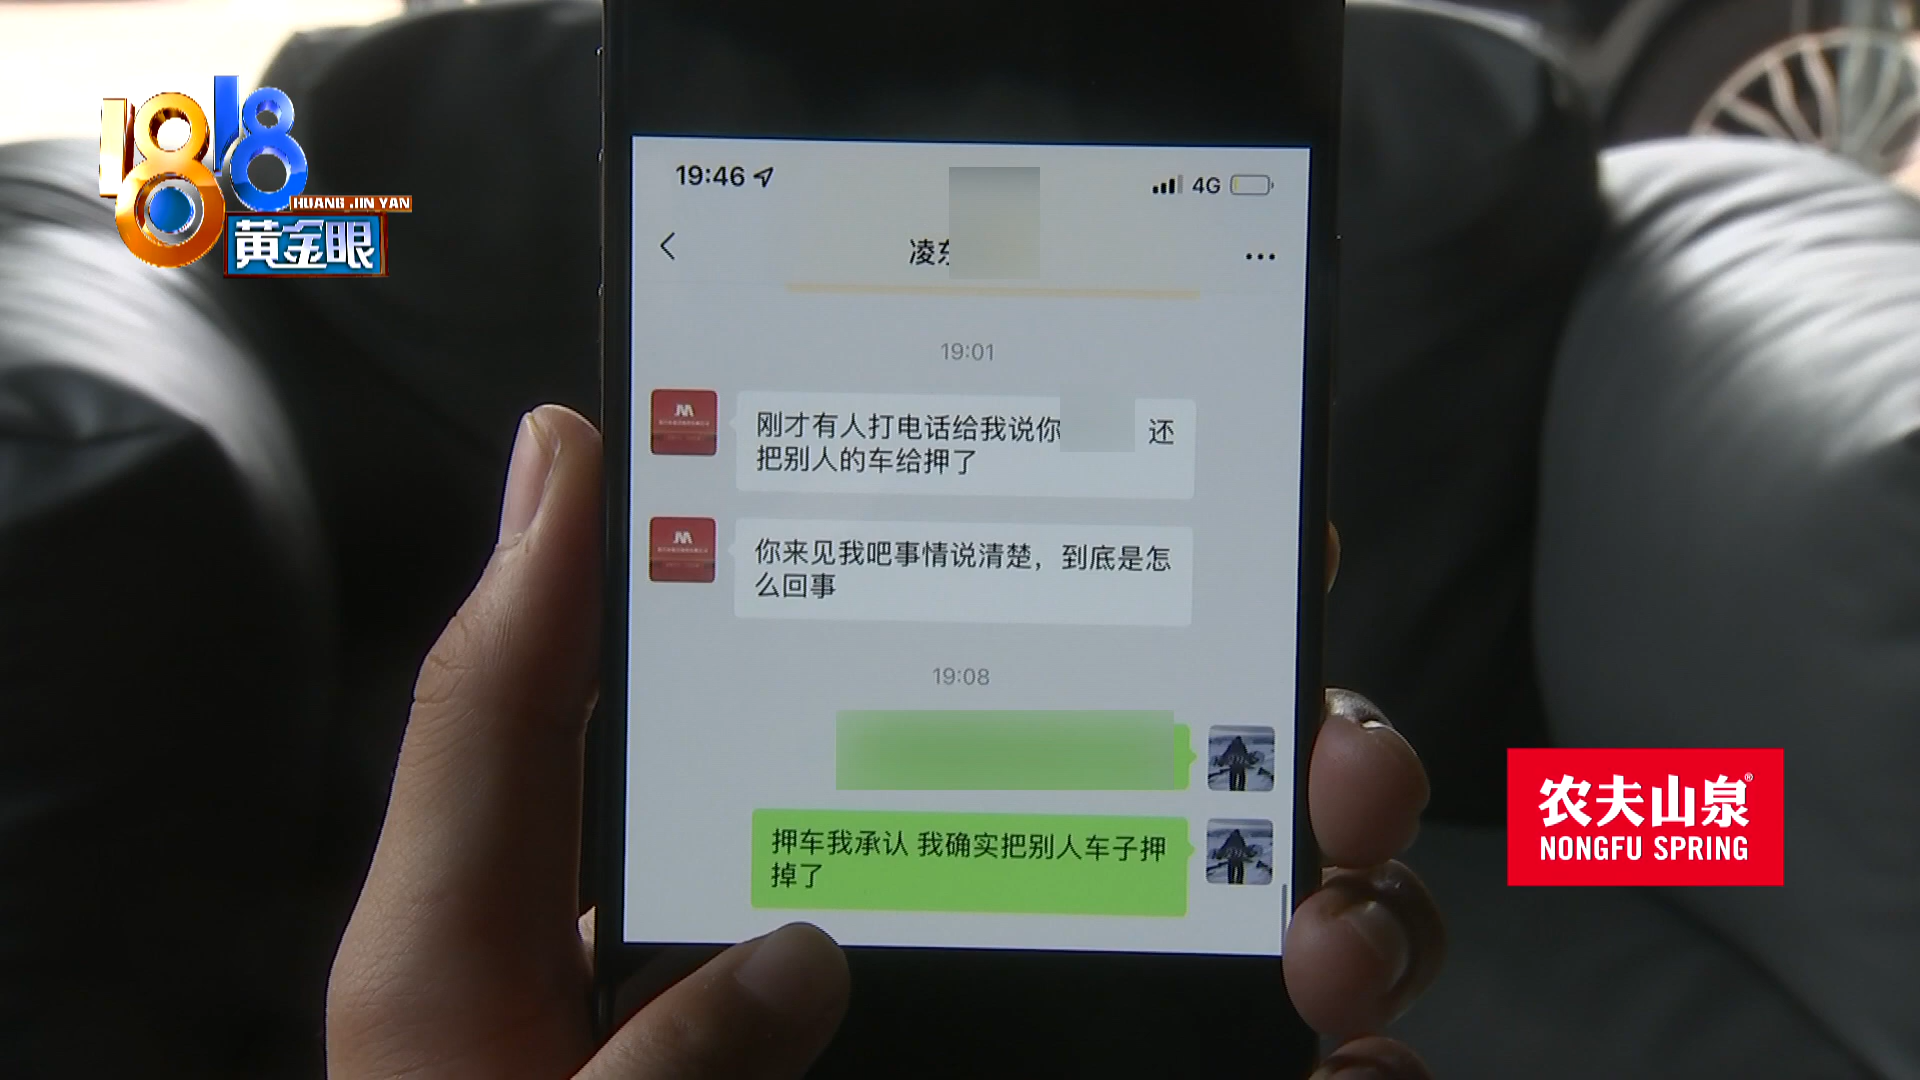 1818
HUANG JIN YAN
黄金眼
19:46
4G
凌
19:01
刚才有人打电话给我说你 还
把别人的车给押了
你来见我吧事情说清楚，到底是怎
么回事
19:08
押车我承认 我确实把别人车子押
掉了
农夫山泉®
NONGFU SPRING